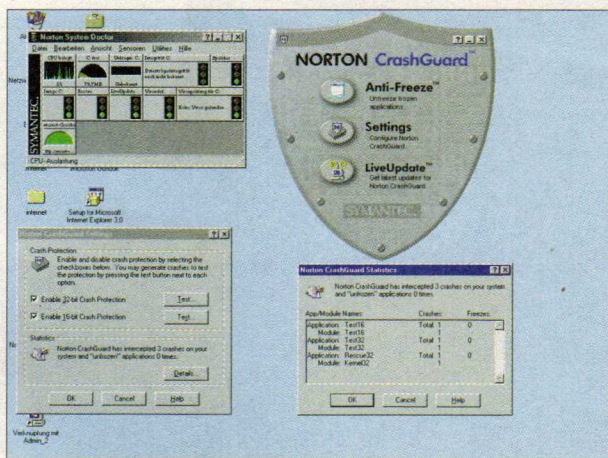 Norton System Doctor
Datei Bearbeiten Ansicht Sensoren Utilities Hilfe
SYMANTEC.
CPU-Auslastung
internet
Setup for Microsoft
Internet Explorer 3.0
Verknüpfung mit
Admin_2
NORTON CrashGuard™
Anti-Freeze™
Unfreeze frozen
applications.
Settings
Configure Norton
CrashGuard.
LiveUpdate™
Get latest updates for
Norton CrashGuard.
SYMANTEC.
Crash Protection
Enable and disable crash protection by selecting the
checkboxes below. You may generate crashes to test
the protection by pressing the test button next to each
option.
Enable 32-bit Crash Protection
Test...
Enable 16-bit Crash Protection
Test
Statistics
Norton CrashGuard has intercepted 3 crashes on your
system and "unfrozen" applications 0 times.
Details...
OK Cancel Help
Norton CrashGuard Statistics
Norton CrashGuard has intercepted 3 crashes on your system
and "unfrozen" applications 0 times.
App/Module Names: Crashes: Freezes:
Application: Test16 Total: 1 0
Module: Test16 1
Application: Test32 Total: 1 0
Module: Test32 1
Application: Rescue32 Total: 1 0
Module: Kernel32 1
OK Cancel Help